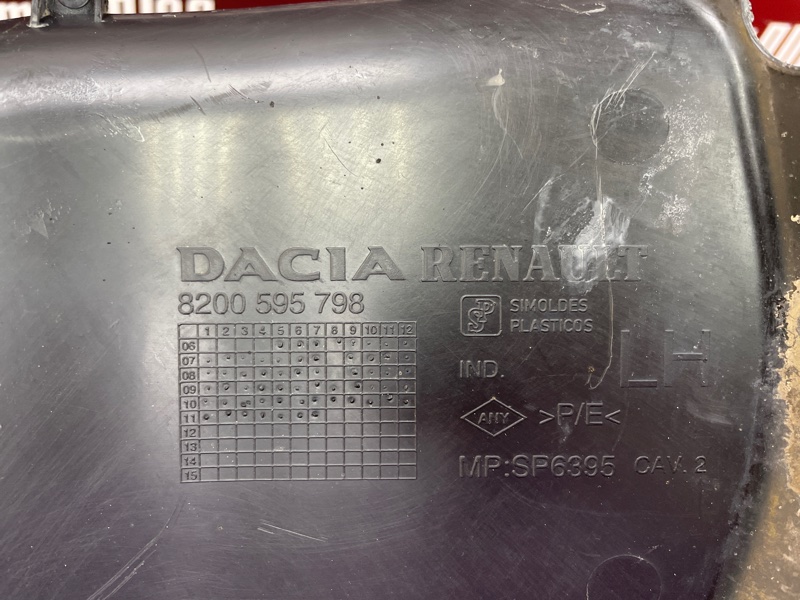 DACIA RENAULT
8200 595 798
SP
SIMOLDES
PLASTICOS
1 2 3 4 5 6 7 8 9 10 11 12
06
07
08
09
10
11
12
13
14
15
IND.
LH
ANY >P/E<
MP:SP6395 CAV. 2